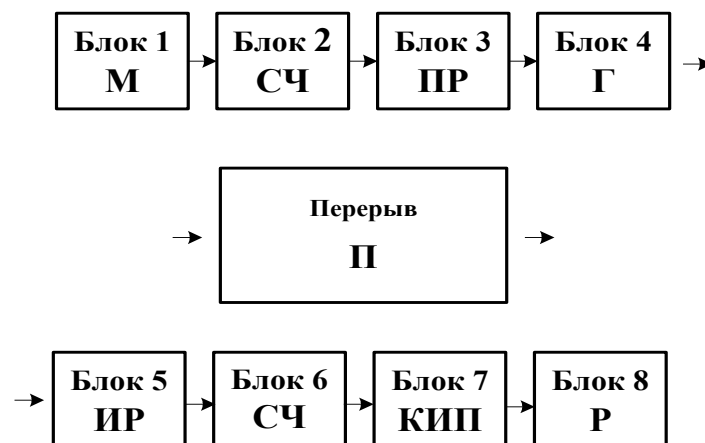 Блок 1 Блок 2 Блок 3 Блок 4
М СЧ ПР Г
Перерыв
П
Блок 5 Блок 6 Блок 7 Блок 8
ИР СЧ КИП Р